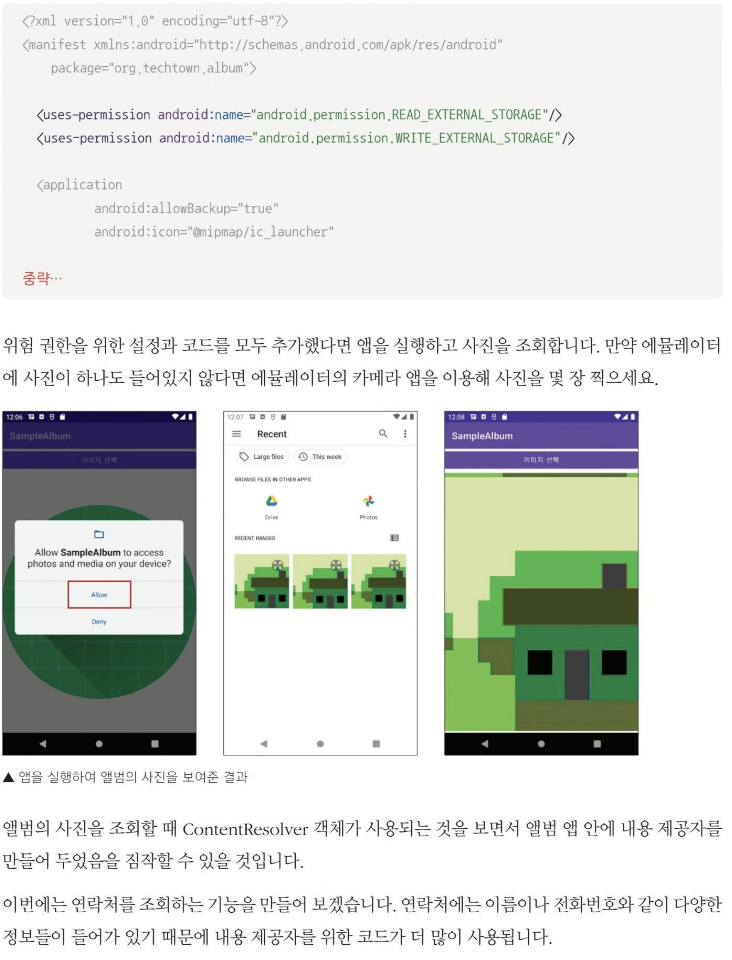 <?xml version="1.0" encoding="utf-8"?>
<manifest xmlns:android="http://schemas.android.com/apk/res/android"
package="org.techtown.album">
<uses-permission android:name="android.permission.READ_EXTERNAL_STORAGE"/>
<uses-permission android:name="android.permission.WRITE_EXTERNAL_STORAGE"/>
<application
android:allowBackup="true"
android:icon="@mipmap/ic_launcher"
중략…
위험 권한을 위한 설정과 코드를 모두 추가했다면 앱을 실행하고 사진을 조회합니다. 만약 에뮬레이터
에 사진이 하나도 들어있지 않다면 에뮬레이터의 카메라 앱을 이용해 사진을 몇 장 찍으세요.
12:06
SampleAlbum
이미지 선택
Allow SampleAlbum to access
photos and media on your device?
Allow
Deny
12:07
Recent
Large files
This week
BROWSE FILES IN OTHER APPS
Drive
Photos
RECENT IMAGES
12:08
SampleAlbum
이미지 선택
▲ 앱을 실행하여 앨범의 사진을 보여준 결과
앨범의 사진을 조회할 때 ContentResolver 객체가 사용되는 것을 보면서 앨범 앱 안에 내용 제공자를
만들어 두었음을 짐작할 수 있을 것입니다.
이번에는 연락처를 조회하는 기능을 만들어 보겠습니다. 연락처에는 이름이나 전화번호와 같이 다양한
정보들이 들어가 있기 때문에 내용 제공자를 위한 코드가 더 많이 사용됩니다.